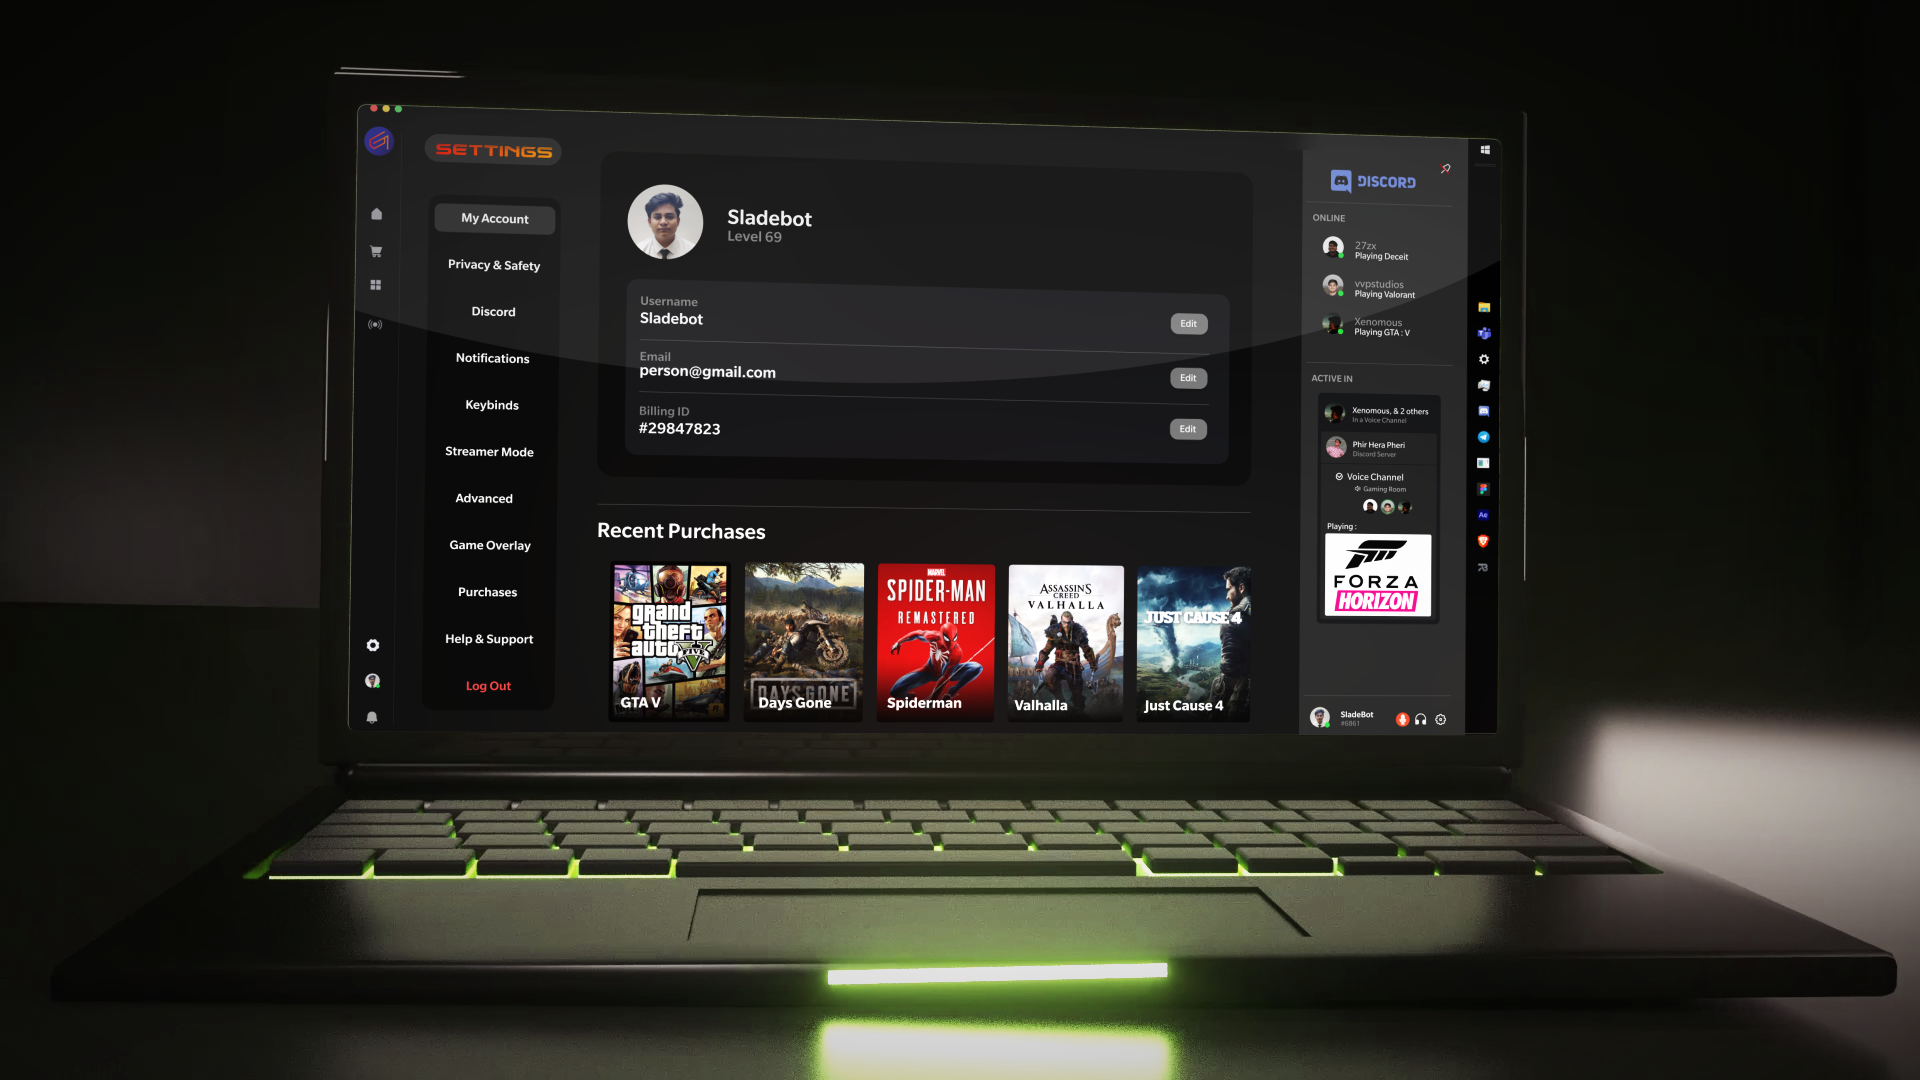 SETTINGS
My Account
Privacy & Safety
Discord
Notifications
Keybinds
Streamer Mode
Advanced
Game Overlay
Purchases
Help & Support
Log Out
Sladebot
Level 69
Username
Sladebot
Edit
Email
person@gmail.com
Edit
Billing ID
#29847823
Edit
Recent Purchases
grand
theft
auto
FIVE
V
GTA V
DAYS GONE
Days Gone
MARVEL
SPIDER-MAN
REMASTERED
Spiderman
ASSASSIN'S
CREED
VALHALLA
Valhalla
JUST CAUSE 4
Just Cause 4
DISCORD
ONLINE
27zx
Playing Deceit
vvpstudios
Playing Valorant
Xenomous
Playing GTA : V
ACTIVE IN
Xenomous, & 2 others
In a Voice Channel
Phir Hera Pheri
Discord Server
Voice Channel
Gaming Room
Playing :
FORZA
HORIZON
SladeBot
#6861
Ae